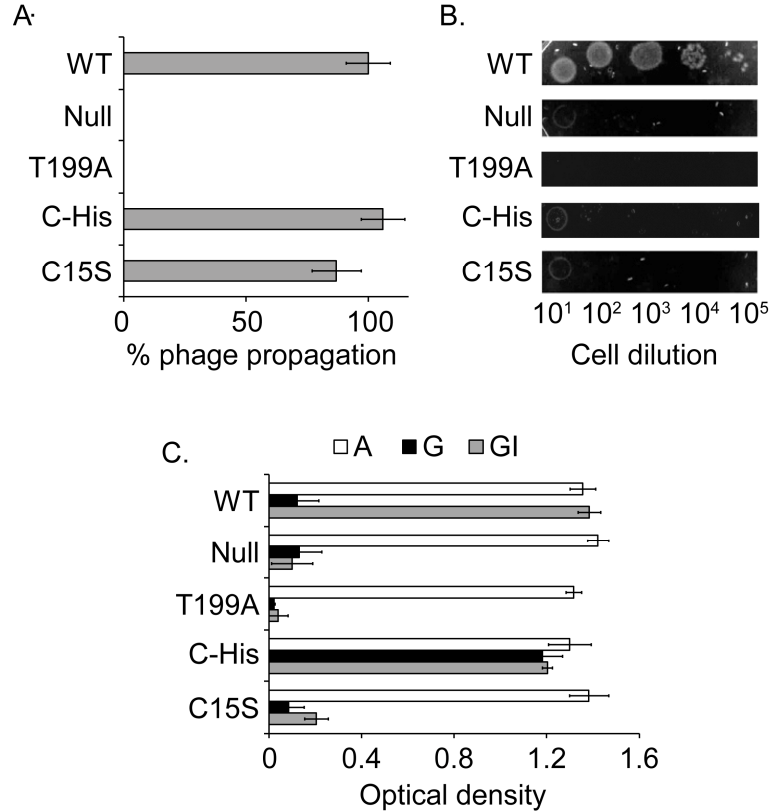 A.
WT
Null
T199A
C-His
C15S
0 50 100
% phage propagation
B.
WT
Null
T199A
C-His
C15S
10¹ 10² 10³ 10⁴ 10⁵
Cell dilution
C.
A G GI
WT
Null
T199A
C-His
C15S
0 0.4 0.8 1.2 1.6
Optical density